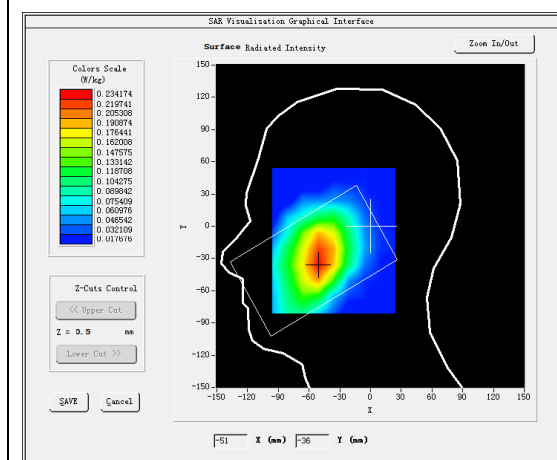 SAR Visualisation Graphical Interface
Surface Radiated Intensity
Zoom In/Out
Colors Scale
(W/kg)
0.234174
0.219741
0.205308
0.190874
0.176441
0.162008
0.147575
0.133142
0.118708
0.104275
0.089842
0.075409
0.060976
0.046542
0.032109
0.017676
150
120
90
60
30
0
-30
-60
-90
-120
-150
Y
-150 -120 -90 -60 -30 0 30 60 90 120 150
X
Z-Cuts Control
<< Upper Cut
Z = 0.5 mm
Lower Cut >>
SAVE Cancel
-51 X (mm) -36 Y (mm)